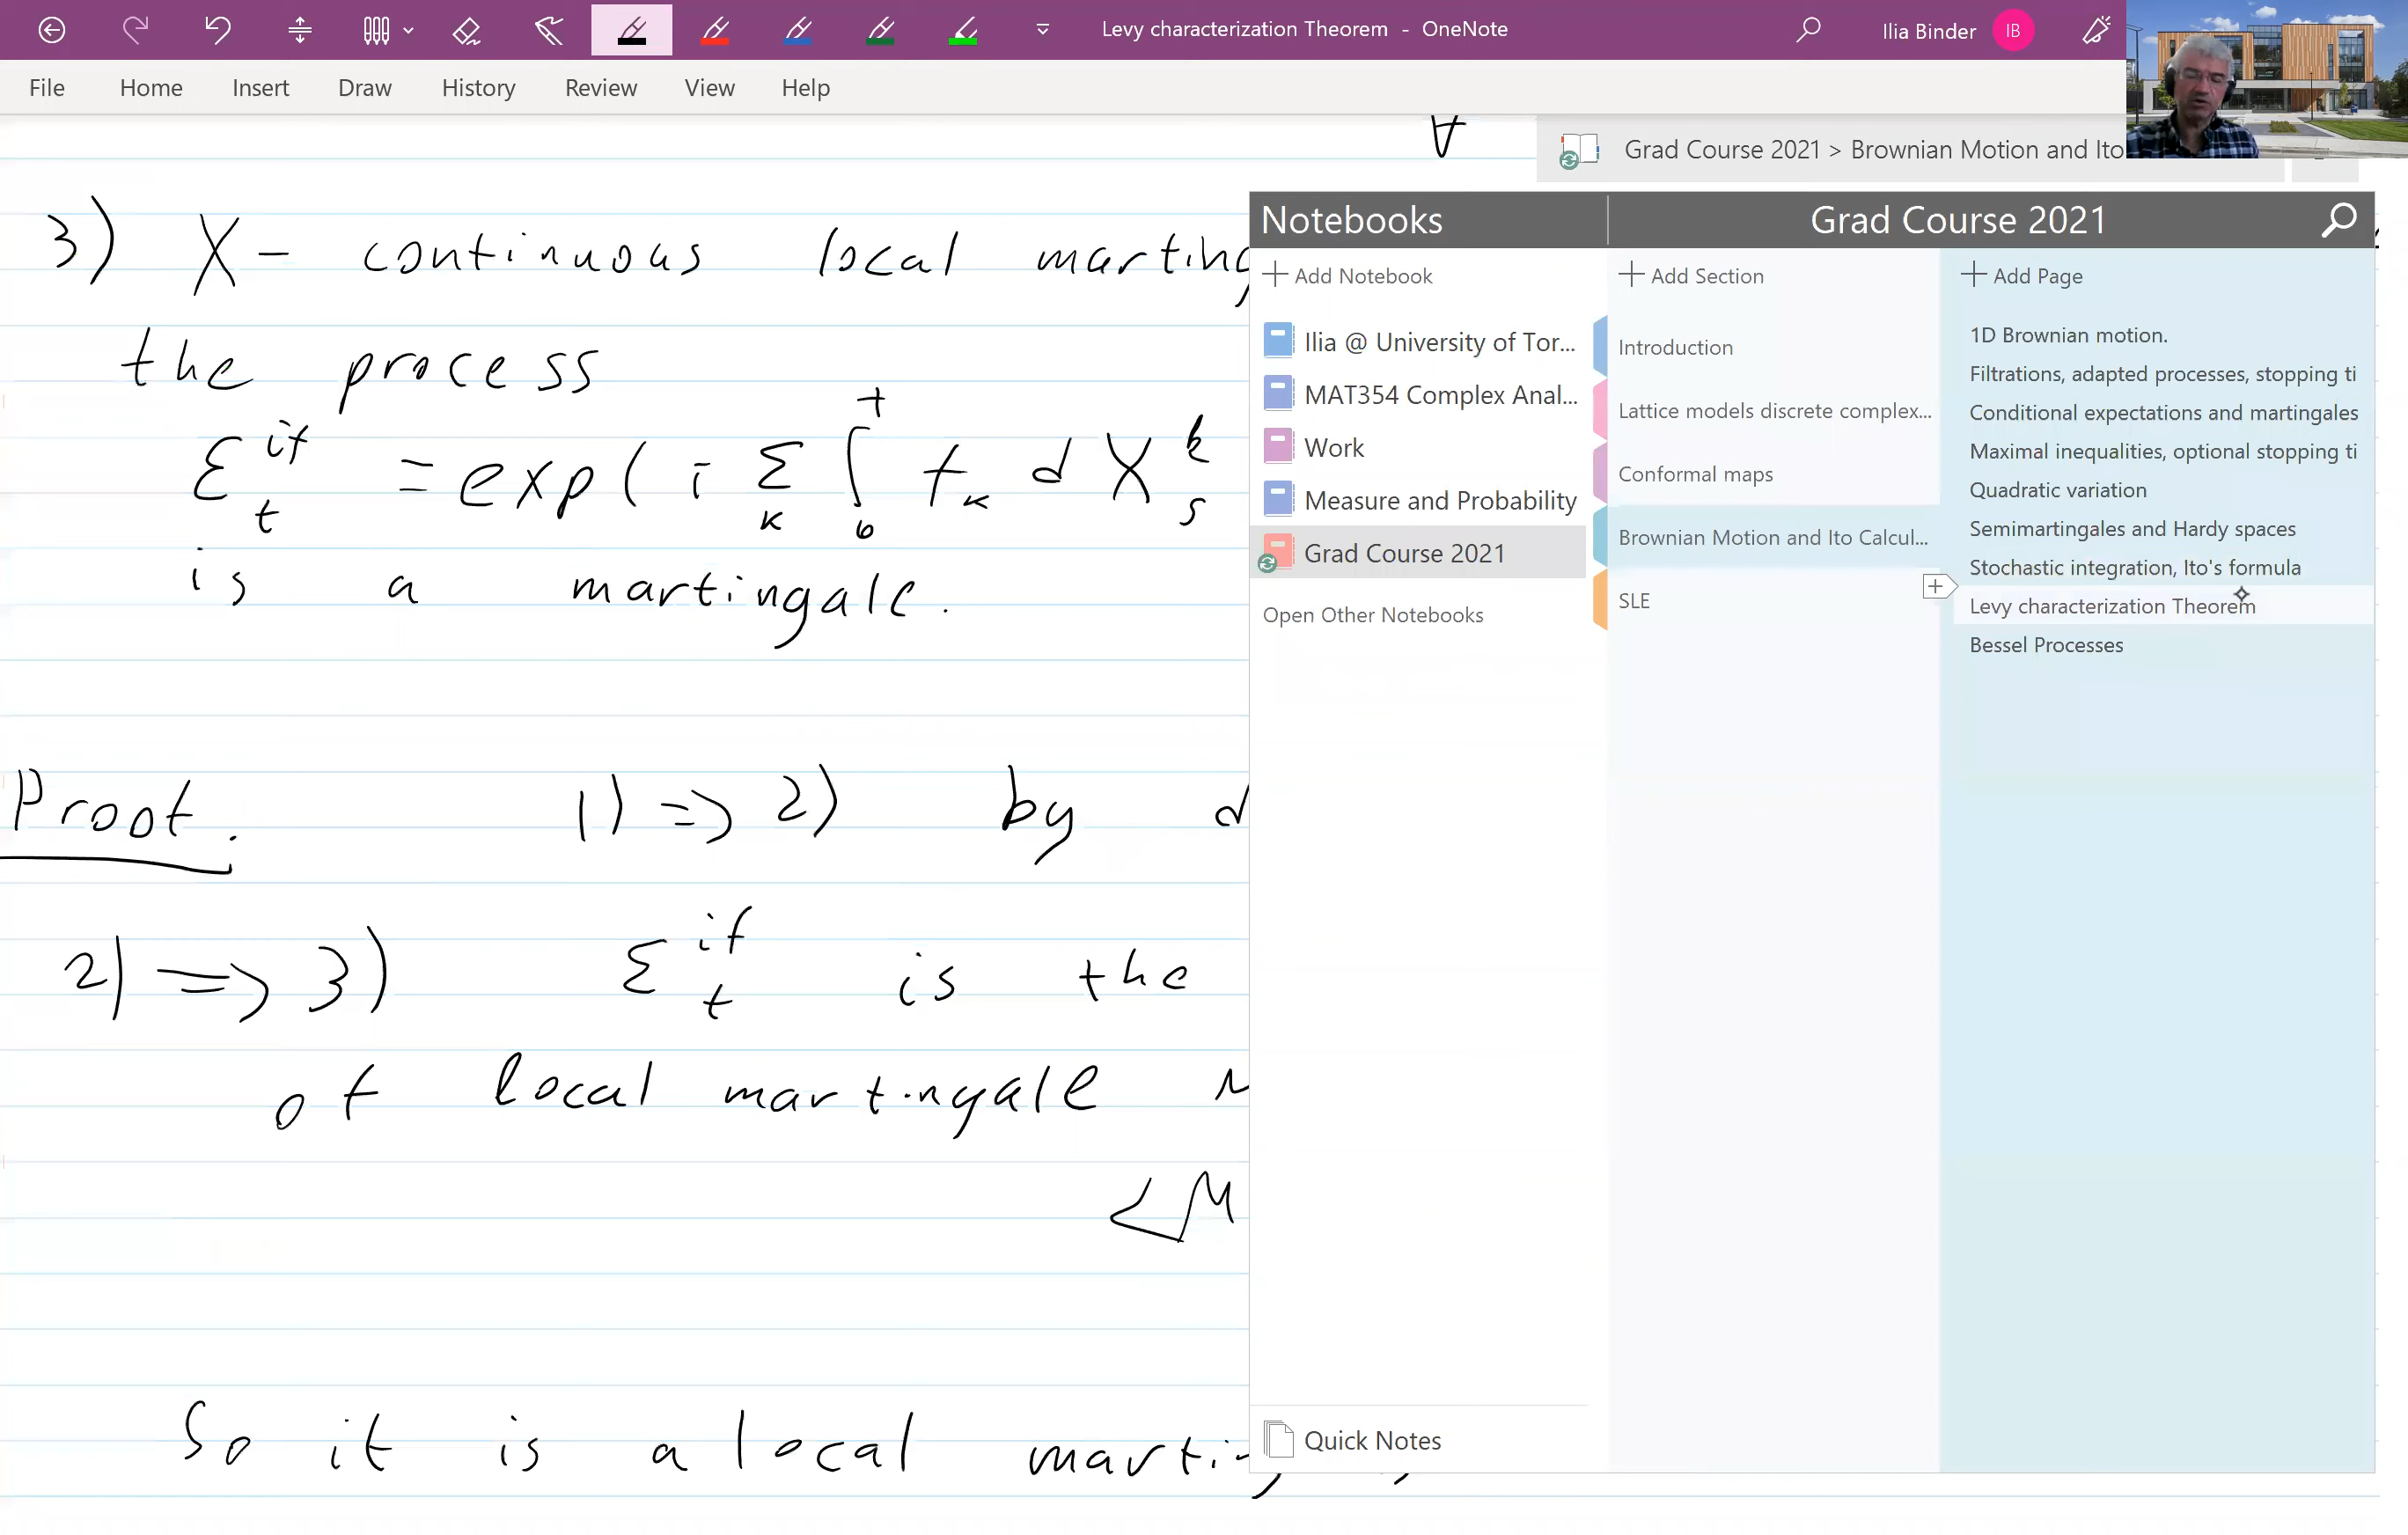 Levy characterization Theorem - OneNote
Ilia Binder
IB
File Home Insert Draw History Review View Help
∀
Grad Course 2021 > Brownian Motion and Ito
3) X - continuous local marting
the process
Ɛ_t^{if} = exp( i Σ_k ∫_0^t f_k d X_s^k
is a martingale.
Proof. 1) => 2) by d
2) => 3) Ɛ_t^{if} is the
of local martingale M
<M
So it is a local marting
Notebooks
+ Add Notebook
Ilia @ University of Tor...
MAT354 Complex Anal...
Work
Measure and Probability
Grad Course 2021
Open Other Notebooks
Quick Notes
Grad Course 2021
+ Add Section
Introduction
Lattice models discrete complex...
Conformal maps
Brownian Motion and Ito Calcul...
SLE
+ Add Page
1D Brownian motion.
Filtrations, adapted processes, stopping ti
Conditional expectations and martingales
Maximal inequalities, optional stopping ti
Quadratic variation
Semimartingales and Hardy spaces
Stochastic integration, Ito's formula
Levy characterization Theorem
Bessel Processes